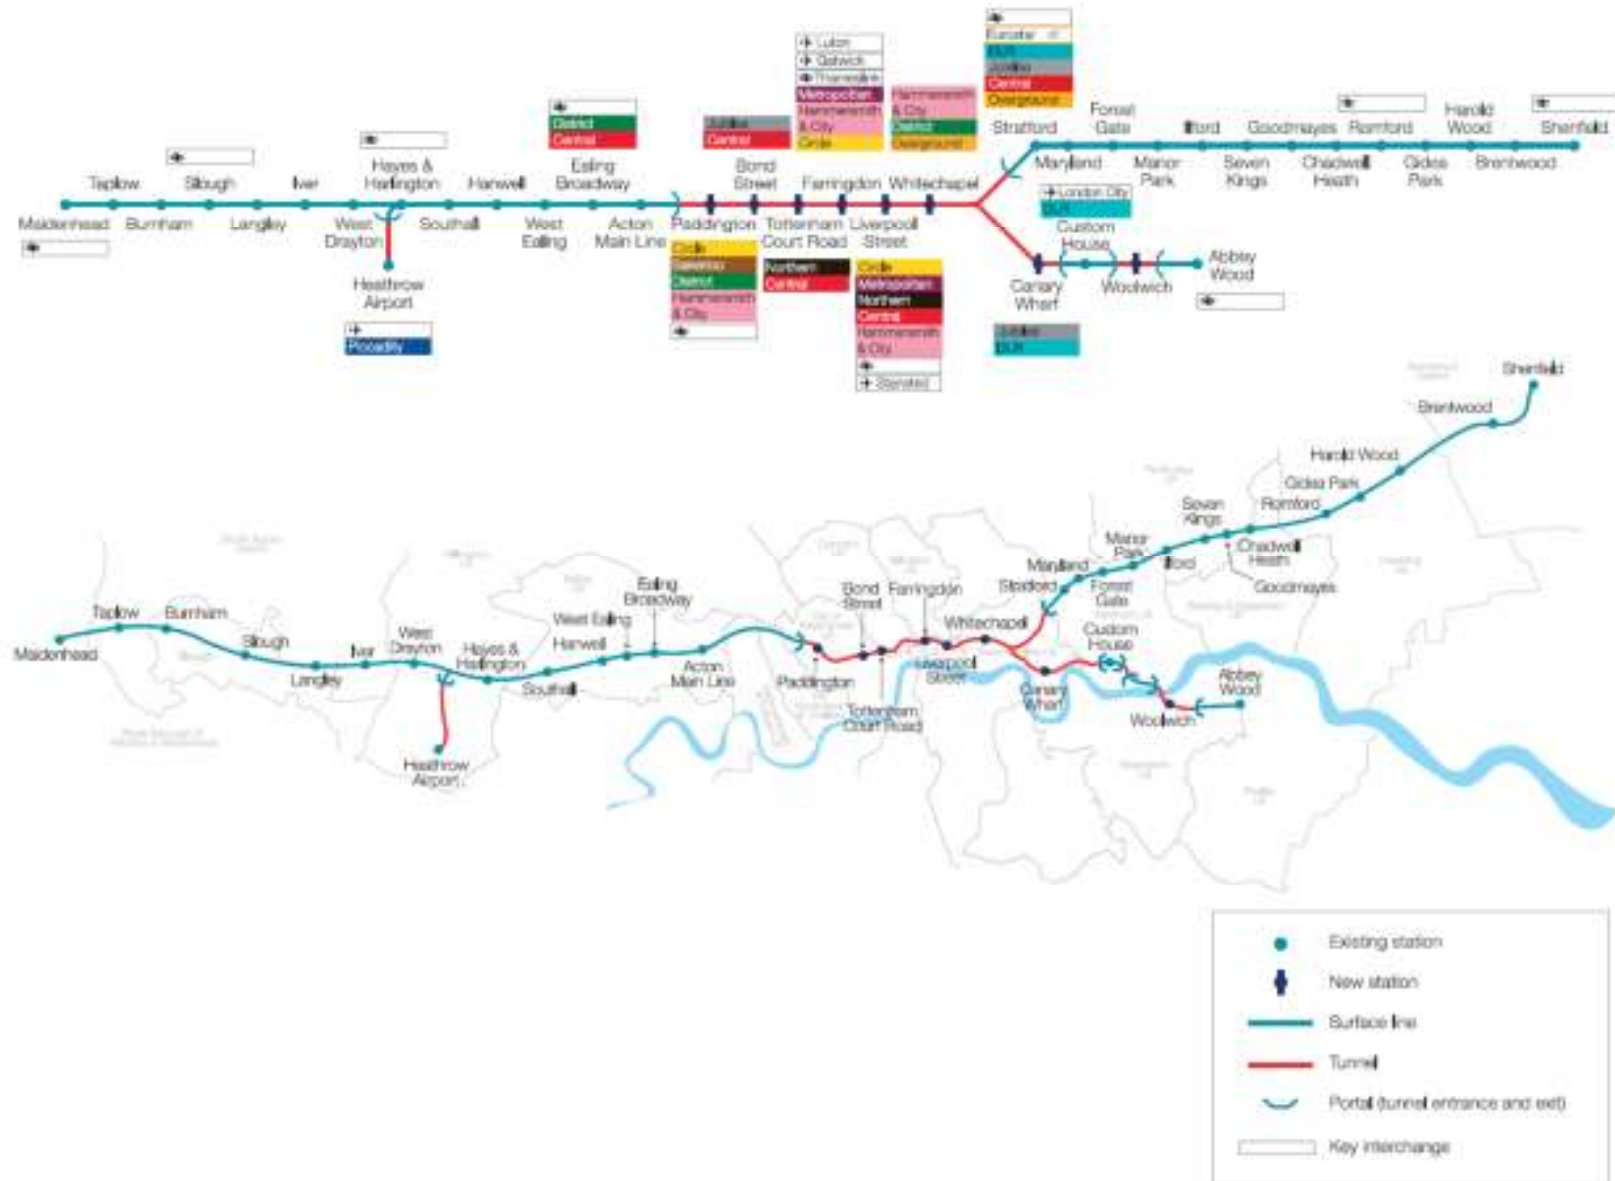 Luton
Gatwick
Thameslink
Metropolitan
Hammersmith
& City
Circle
Hammersmith
& City
District
Overground
Eurostar
DLR
Jubilee
Central
Overground
District
Central
Jubilee
Central
Taplow
Slough
Iver
Hayes &
Harlington
Hanwell
Ealing
Broadway
Bond
Street
Farringdon
Whitechapel
Stratford
Forest
Gate
Ilford
Goodmayes
Romford
Harold
Wood
Shenfield
Maidenhead
Burnham
Langley
West
Drayton
Southall
West
Ealing
Acton
Main Line
Paddington
Tottenham
Court Road
Liverpool
Street
Maryland
Manor
Park
Seven
Kings
Chadwell
Heath
Gidea
Park
Brentwood
London City
DLR
Custom
House
Heathrow
Airport
Piccadilly
Circle
Bakerloo
District
Hammersmith
& City
Northern
Central
Circle
Metropolitan
Northern
Central
Hammersmith
& City
Stansted
Canary
Wharf
Woolwich
Abbey
Wood
Jubilee
DLR
Shenfield
Brentwood
Harold Wood
Gidea Park
Romford
Seven
Kings
Chadwell
Heath
Goodmayes
Ilford
Manor
Park
Forest
Gate
Maryland
Stratford
Whitechapel
Liverpool
Street
Farringdon
Bond
Street
Tottenham
Court Road
Paddington
Acton
Main Line
Ealing
Broadway
West Ealing
Hanwell
Southall
Hayes &
Harlington
West
Drayton
Iver
Langley
Slough
Burnham
Taplow
Maidenhead
Heathrow
Airport
Custom
House
Canary
Wharf
Woolwich
Abbey
Wood
Existing station
New station
Surface line
Tunnel
Portal (tunnel entrance and exit)
Key interchange